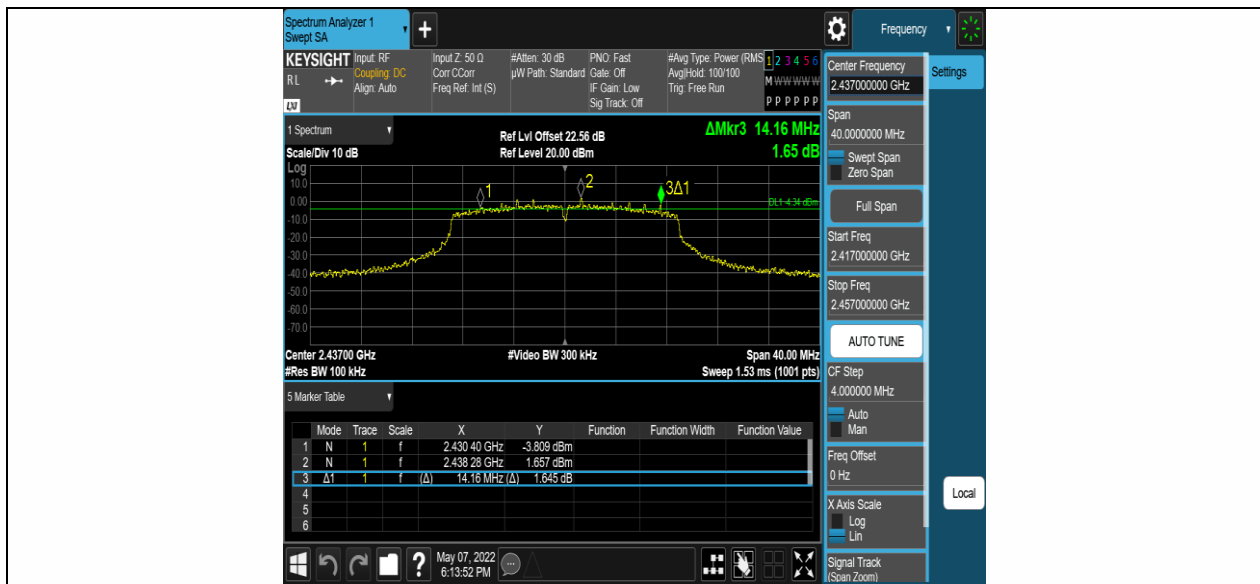 Spectrum Analyzer 1
Swept SA
+
Frequency
KEYSIGHT
RL
LXI
Input: RF
Coupling: DC
Align: Auto
Input Z: 50 Ω
Corr CCorr
Freq Ref: Int (S)
#Atten: 30 dB
µW Path: Standard
PNO: Fast
Gate: Off
IF Gain: Low
Sig Track: Off
#Avg Type: Power (RMS
Avg|Hold: 100/100
Trig: Free Run
1 2 3 4 5 6
M W W W W W
P P P P P P
1 Spectrum
Scale/Div 10 dB
Ref Lvl Offset 22.56 dB
Ref Level 20.00 dBm
ΔMkr3 14.16 MHz
1.65 dB
Log
10.0
0.00
-10.0
-20.0
-30.0
-40.0
-50.0
-60.0
-70.0
1
2
3Δ1
DL1 -4.34 dBm
Center 2.43700 GHz
#Video BW 300 kHz
Span 40.00 MHz
#Res BW 100 kHz
Sweep 1.53 ms (1001 pts)
5 Marker Table
Mode Trace Scale X Y Function Function Width Function Value
1 N 1 f 2.430 40 GHz -3.809 dBm
2 N 1 f 2.438 28 GHz 1.657 dBm
3 Δ1 1 f (Δ) 14.16 MHz (Δ) 1.645 dB
4
5
6
?
May 07, 2022
6:13:52 PM
Center Frequency
2.437000000 GHz
Settings
Span
40.0000000 MHz
Swept Span
Zero Span
Full Span
Start Freq
2.417000000 GHz
Stop Freq
2.457000000 GHz
AUTO TUNE
CF Step
4.000000 MHz
Auto
Man
Freq Offset
0 Hz
Local
X Axis Scale
Log
Lin
Signal Track
(Span Zoom)